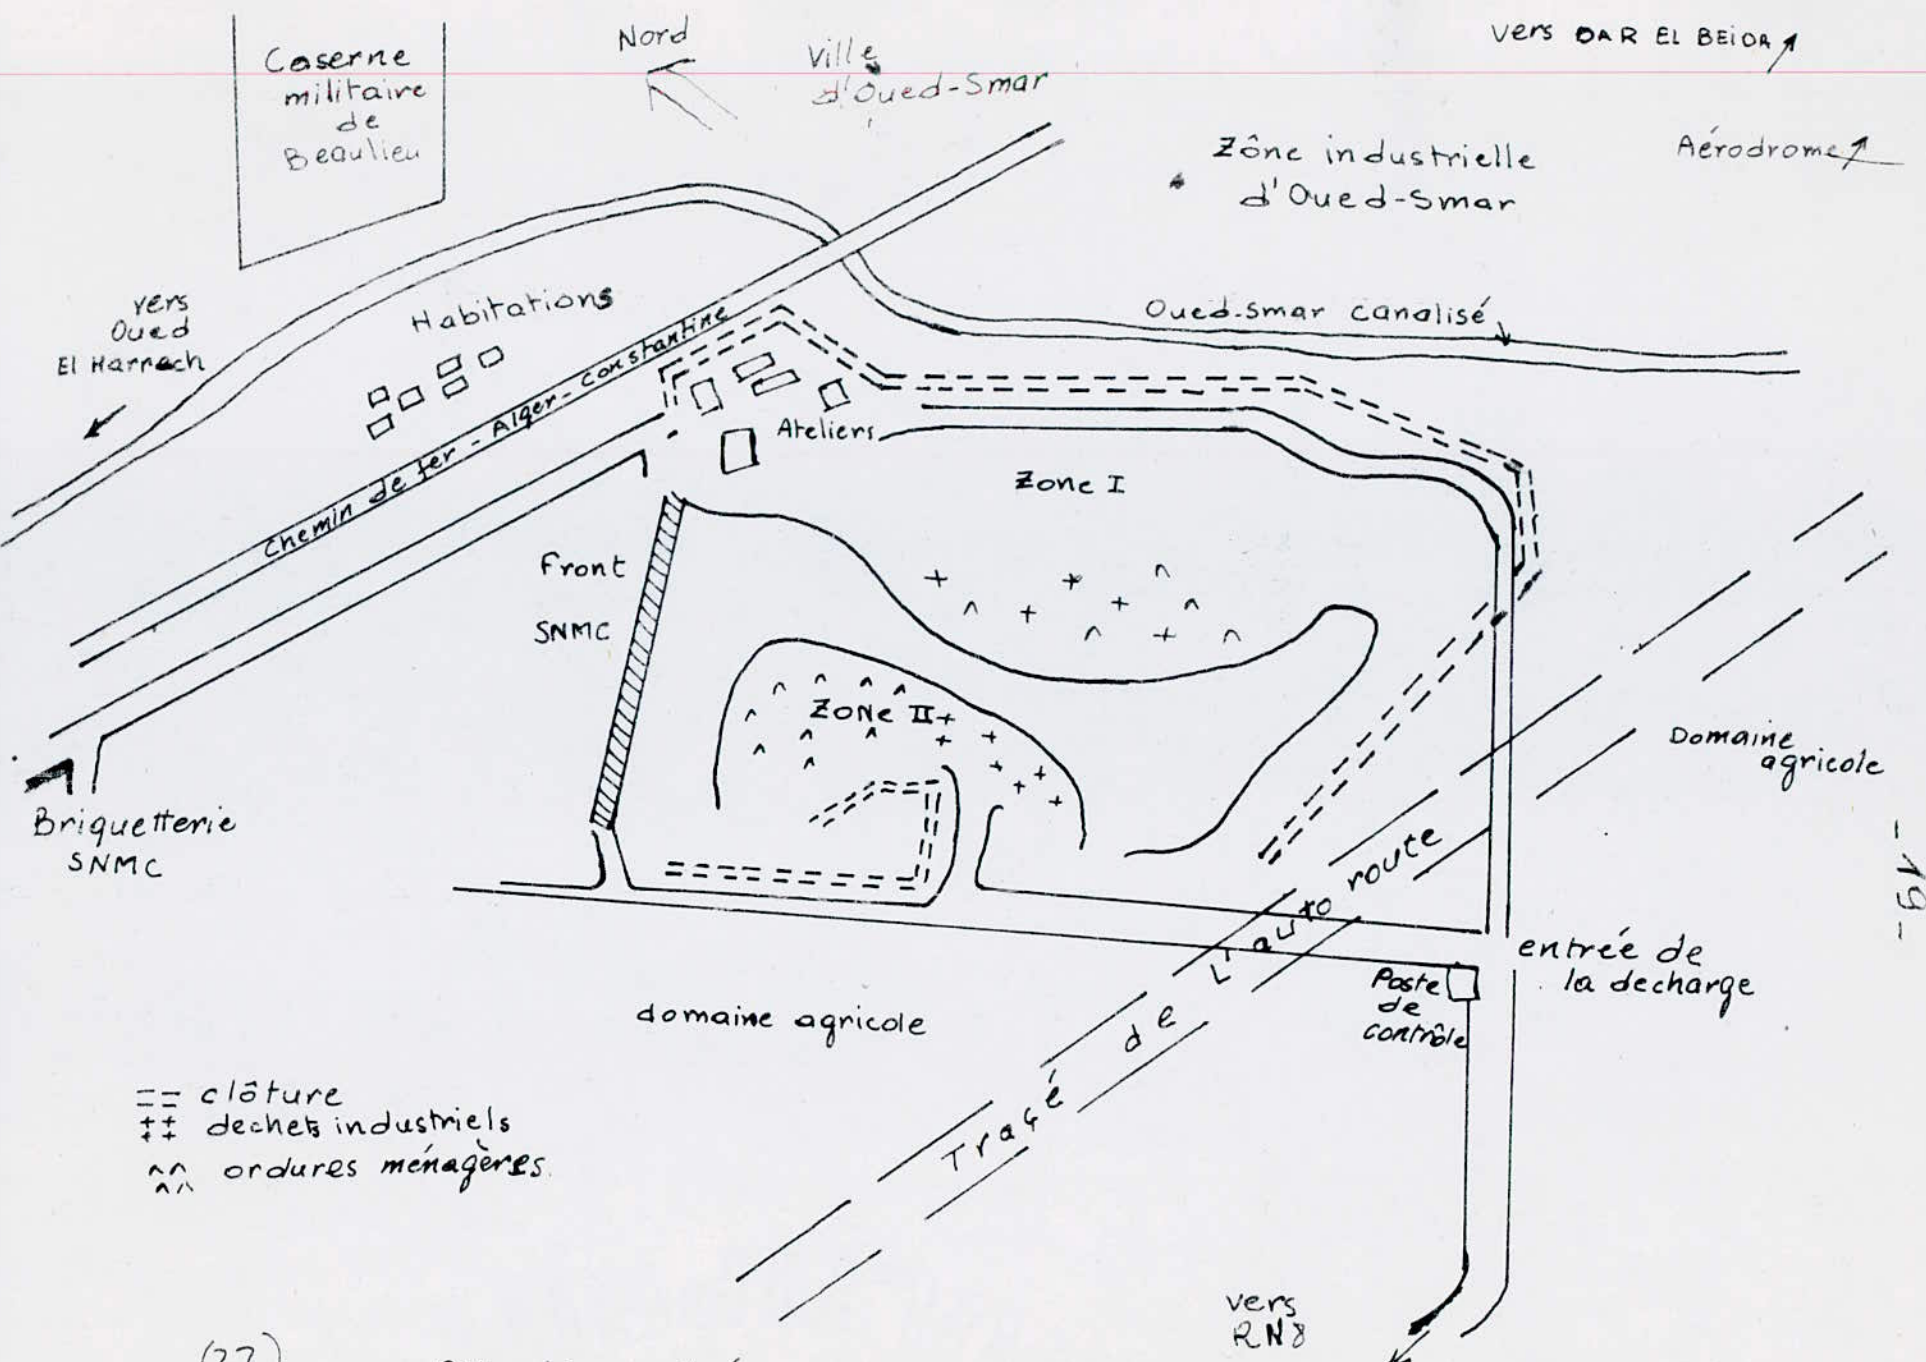 Caserne
militaire
de
Beaulieu
Nord
Ville
d'Oued-Smar
vers DAR EL BEIDA
Zône industrielle
d'Oued-Smar
Aérodrome
vers
Oued
El Harrach
Habitations
Chemin de fer - Alger - Constantine
Oued-Smar canalisé
Ateliers
Zone I
Front
SNMC
Zone II
Domaine
agricole
Briquetterie
SNMC
- 19 -
Tracé de L'autoroute
entrée de
la decharge
Poste
de
contrôle
domaine agricole
== clôture
++ dechets industriels
^^ ordures ménagères
vers
RN8
(27)